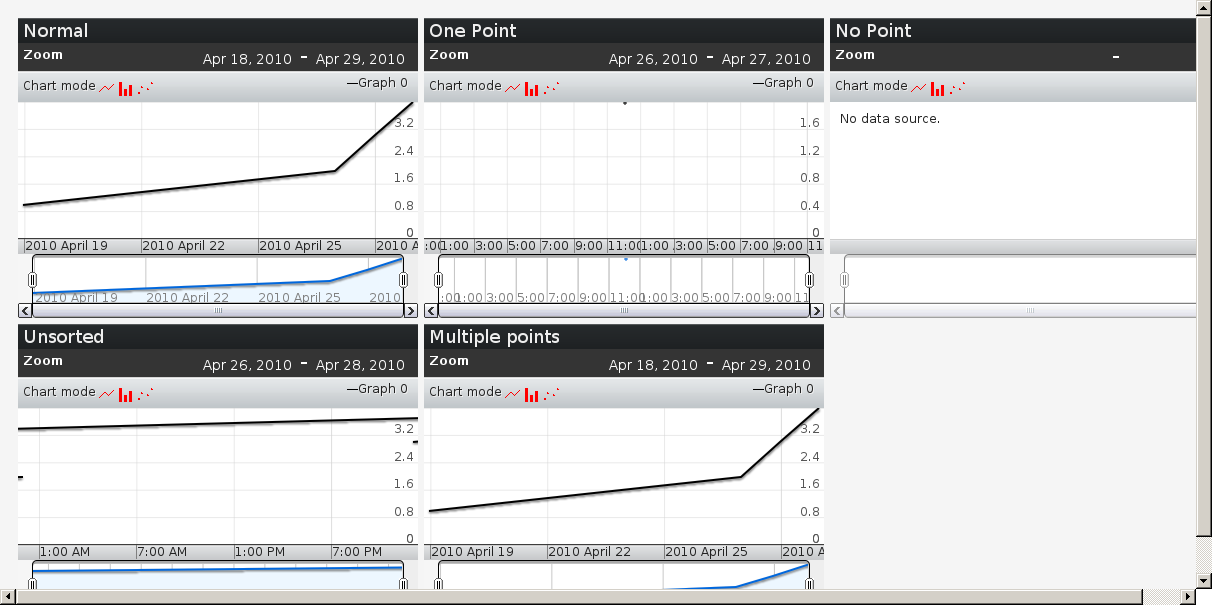 Normal
Zoom
Apr 18, 2010 - Apr 29, 2010
Chart mode
Graph 0
3.2
2.4
1.6
0.8
0
2010 April 19 2010 April 22 2010 April 25 2010 A
2010 April 19 2010 April 22 2010 April 25 2010
One Point
Zoom
Apr 26, 2010 - Apr 27, 2010
Chart mode
Graph 0
1.6
1.2
0.8
0.4
0
:00 1:00 3:00 5:00 7:00 9:00 11:00 1:00 3:00 5:00 7:00 9:00 11
:00 1:00 3:00 5:00 7:00 9:00 11:00 1:00 3:00 5:00 7:00 9:00 11
No Point
Zoom
-
Chart mode
No data source.
Unsorted
Zoom
Apr 26, 2010 - Apr 28, 2010
Chart mode
Graph 0
3.2
2.4
1.6
0.8
0
1:00 AM 7:00 AM 1:00 PM 7:00 PM
Multiple points
Zoom
Apr 18, 2010 - Apr 29, 2010
Chart mode
Graph 0
3.2
2.4
1.6
0.8
0
2010 April 19 2010 April 22 2010 April 25 2010 A